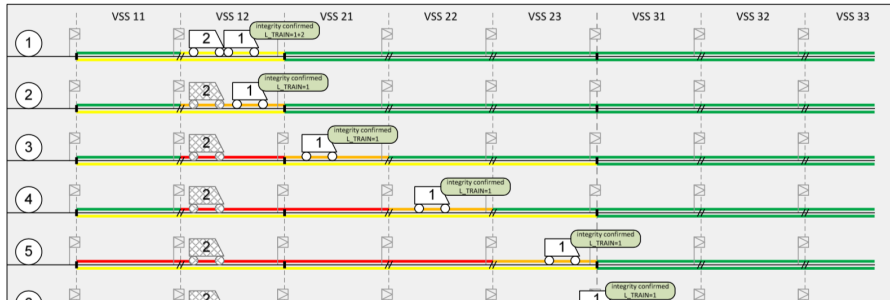 VSS 11 VSS 12 VSS 21 VSS 22 VSS 23 VSS 31 VSS 32 VSS 33
1
2 1
integrity confirmed
L_TRAIN=1+2
2
2 1
integrity confirmed
L_TRAIN=1
3
2 1
integrity confirmed
L_TRAIN=1
4
2 1
integrity confirmed
L_TRAIN=1
5
2 1
integrity confirmed
L_TRAIN=1
2 1
integrity confirmed
L_TRAIN=1